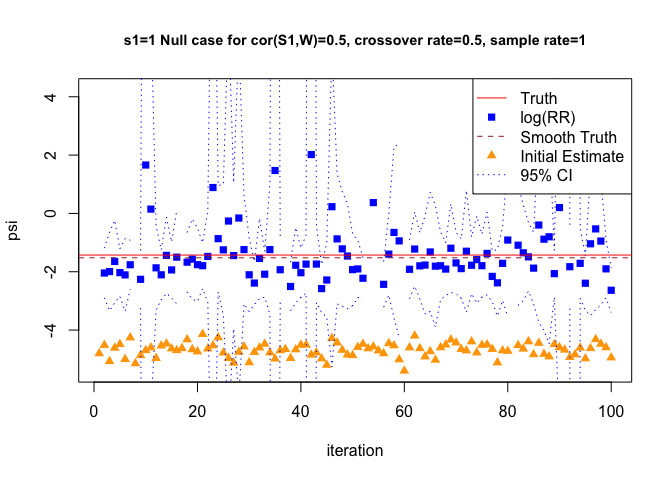 s1=1 Null case for cor(S1,W)=0.5, crossover rate=0.5, sample rate=1
Truth
log(RR)
Smooth Truth
Initial Estimate
95% CI
psi
4
2
0
-2
-4
0
20
40
60
80
100
iteration